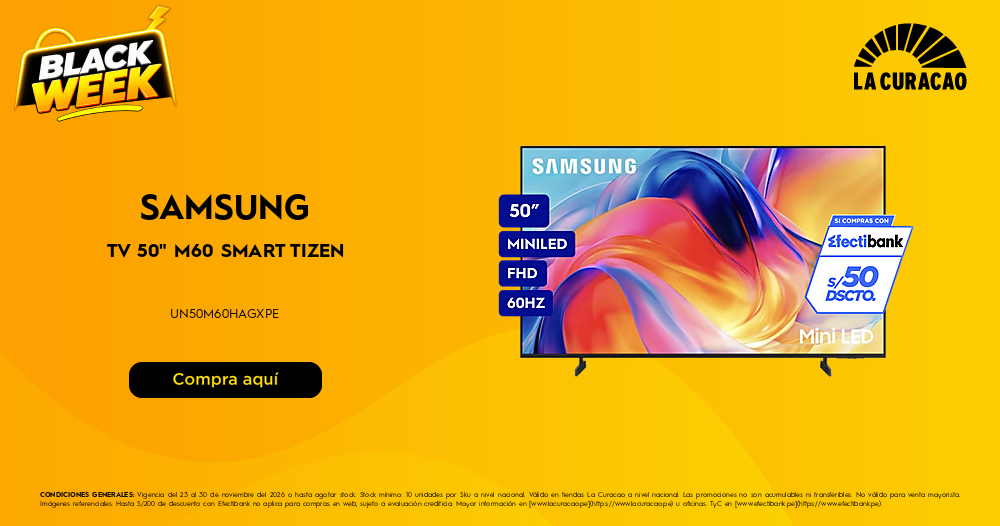 BLACK
WEEK
LA CURACAO
SAMSUNG
TV 50" M60 SMART TIZEN
UN50M60HAGXPE
Compra aquí
SAMSUNG
50”
MINILED
FHD
60HZ
SI COMPRAS CON
Efectibank
S/50
DSCTO.
Mini LED
CONDICIONES GENERALES: Vigencia del 23 al 30 de noviembre del 2026 o hasta agotar stock. Stock mínimo: 10 unidades por Sku a nivel nacional. Válido en tiendas La Curacao a nivel nacional. Las promociones no son acumulables ni transferibles. No válido para venta mayorista.
Imágenes referenciales. Hasta S/200 de descuento con Efectibank no aplica para compras en web, sujeto a evaluación crediticia. Mayor información en [www.lacuracao.pe](https://www.lacuracao.pe) u oficinas. TyC en [www.efectibank.pe](https://www.efectibank.pe).